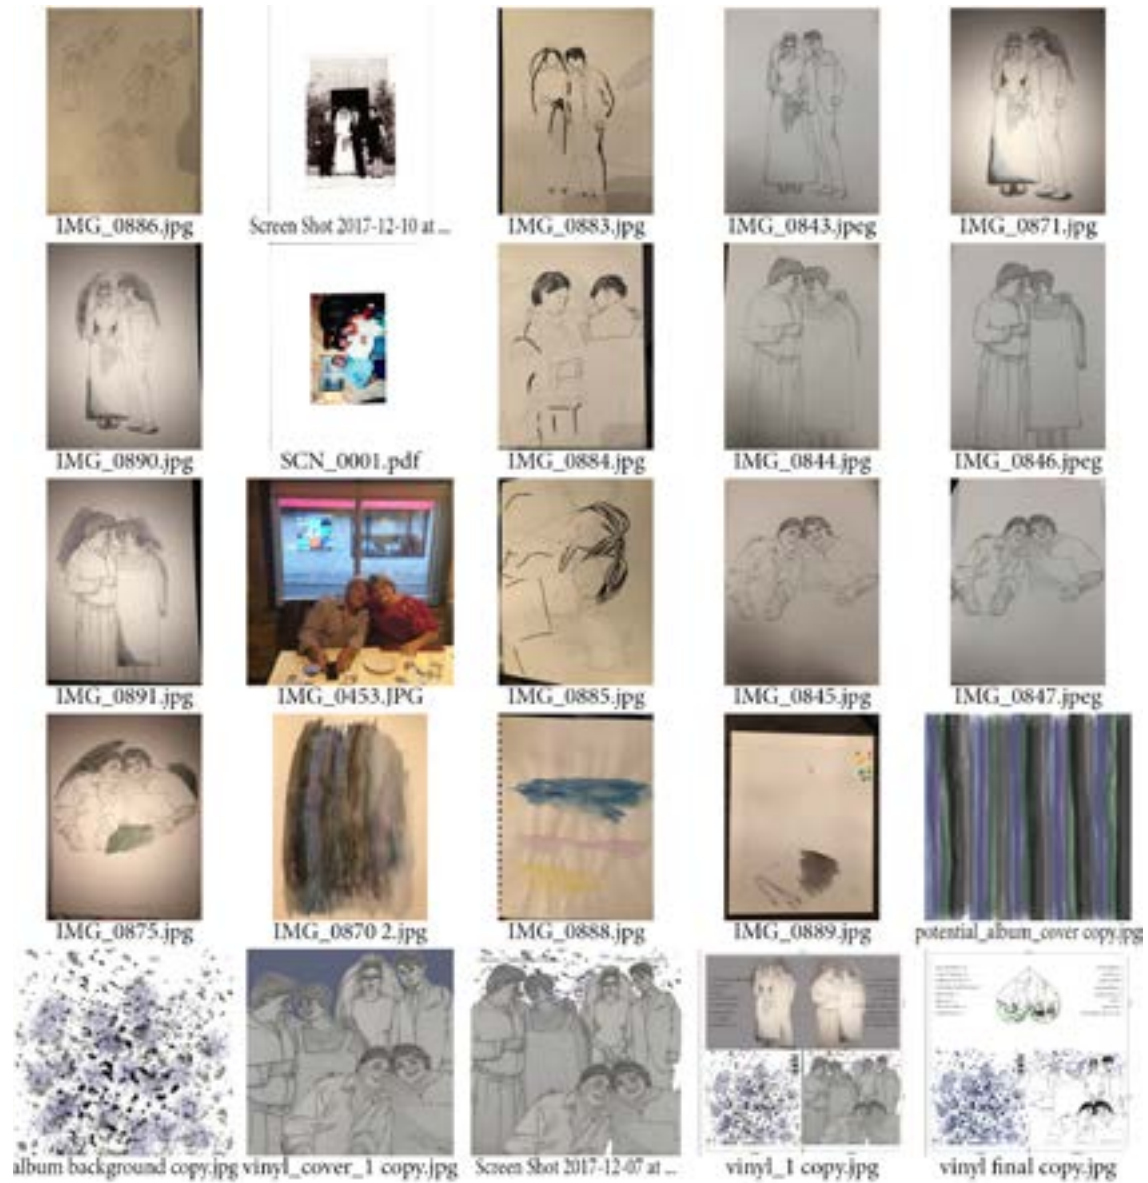 IMG_0886.jpg
Screen Shot 2017-12-10 at ...
IMG_0883.jpg
IMG_0843.jpeg
IMG_0871.jpg
IMG_0890.jpg
SCN_0001.pdf
IMG_0884.jpg
IMG_0844.jpg
IMG_0846.jpeg
IMG_0891.jpg
IMG_0453.JPG
IMG_0885.jpg
IMG_0845.jpg
IMG_0847.jpeg
IMG_0875.jpg
IMG_0870 2.jpg
IMG_0888.jpg
IMG_0889.jpg
potential_album_cover copy.jpg
album background copy.jpg
vinyl_cover_1 copy.jpg
Screen Shot 2017-12-07 at ...
vinyl_1 copy.jpg
vinyl final copy.jpg